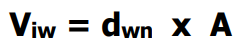 Viw = dwn x A